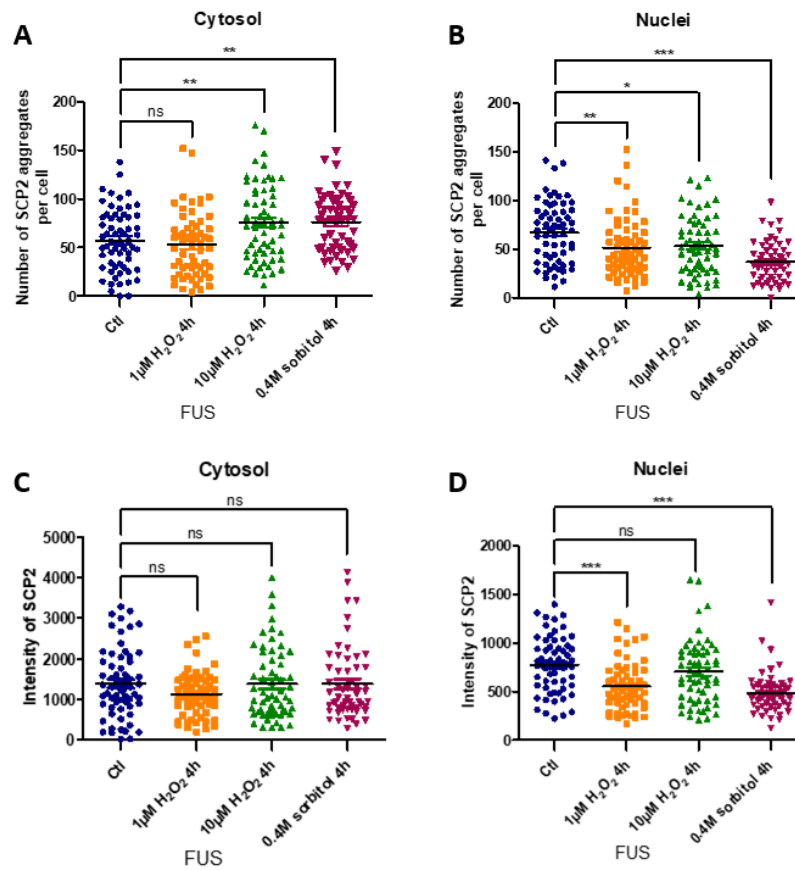 A
Cytosol
**
**
ns
Number of SCP2 aggregates
per cell
200
150
100
50
0
Ctl
1µM H₂O₂ 4h
10µM H₂O₂ 4h
0.4M sorbitol 4h
FUS
B
Nuclei
***
*
**
Number of SCP2 aggregates
per cell
200
150
100
50
0
Ctl
1µM H₂O₂ 4h
10µM H₂O₂ 4h
0.4M sorbitol 4h
FUS
C
Cytosol
ns
ns
ns
Intensity of SCP2
5000
4000
3000
2000
1000
0
Ctl
1µM H₂O₂ 4h
10µM H₂O₂ 4h
0.4M sorbitol 4h
FUS
D
Nuclei
***
ns
***
Intensity of SCP2
2000
1500
1000
500
0
Ctl
1µM H₂O₂ 4h
10µM H₂O₂ 4h
0.4M sorbitol 4h
FUS